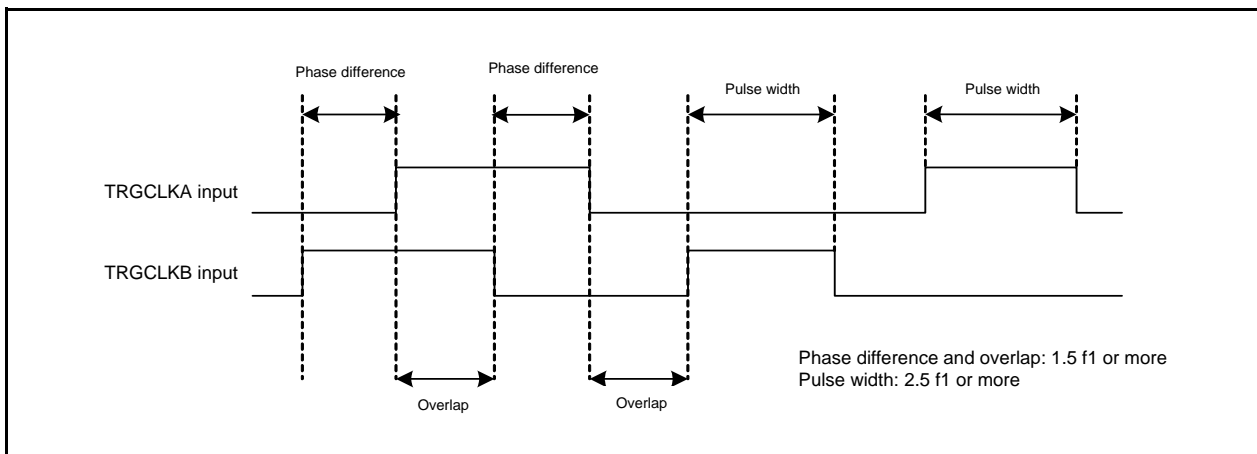 Phase difference
Phase difference
Pulse width
Pulse width
TRGCLKA input
TRGCLKB input
Phase difference and overlap: 1.5 f1 or more
Pulse width: 2.5 f1 or more
Overlap
Overlap